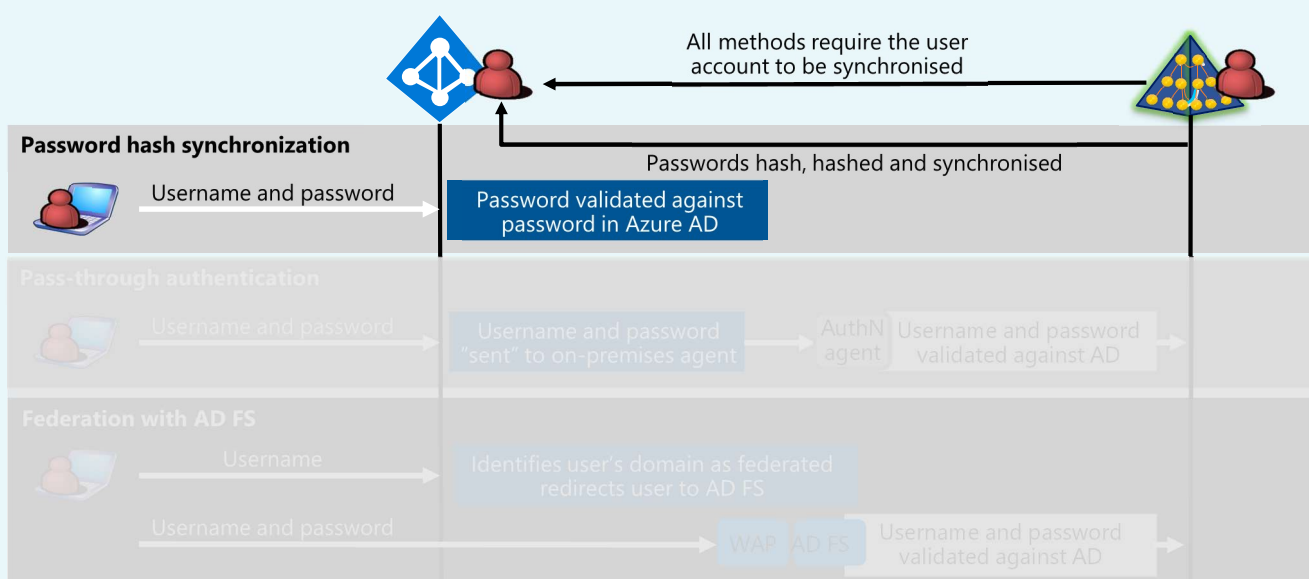 All methods require the user
account to be synchronised
Password hash synchronization
Passwords hash, hashed and synchronised
Username and password
Password validated against
password in Azure AD
Pass-through authentication
Username and password
Username and password
"sent" to on-premises agent
AuthN
agent
Username and password
validated against AD
Federation with AD FS
Username
Identifies user's domain as federated
redirects user to AD FS
Username and password
WAP
AD FS
Username and password
validated against AD